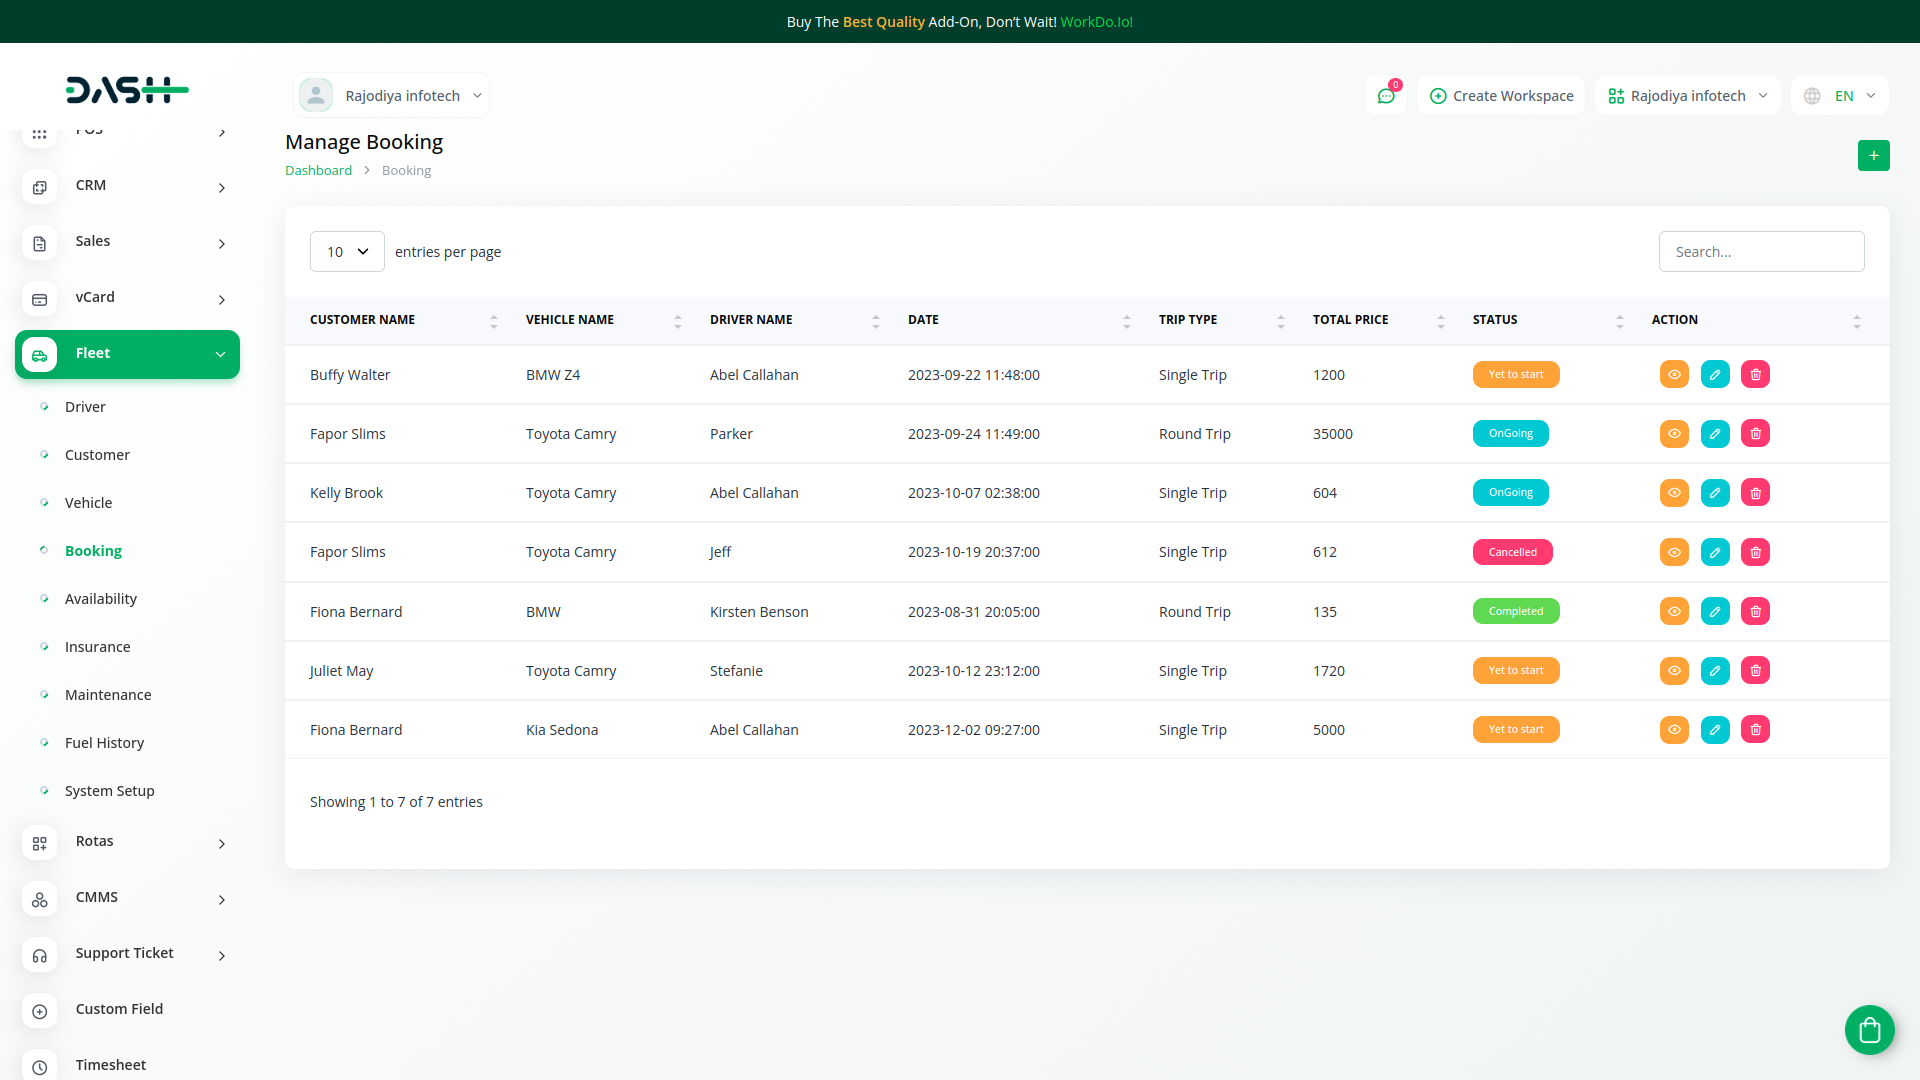 Buy The Best Quality Add-On, Don't Wait! WorkDo.Io!
DASH
Rajodiya infotech
0
Create Workspace
Rajodiya infotech
EN
POS
CRM
Sales
vCard
Fleet
Driver
Customer
Vehicle
Booking
Availability
Insurance
Maintenance
Fuel History
System Setup
Rotas
CMMS
Support Ticket
Custom Field
Timesheet
Manage Booking
Dashboard > Booking
+
10 entries per page
Search...
CUSTOMER NAME VEHICLE NAME DRIVER NAME DATE TRIP TYPE TOTAL PRICE STATUS ACTION
Buffy Walter BMW Z4 Abel Callahan 2023-09-22 11:48:00 Single Trip 1200 Yet to start
Fapor Slims Toyota Camry Parker 2023-09-24 11:49:00 Round Trip 35000 OnGoing
Kelly Brook Toyota Camry Abel Callahan 2023-10-07 02:38:00 Single Trip 604 OnGoing
Fapor Slims Toyota Camry Jeff 2023-10-19 20:37:00 Single Trip 612 Cancelled
Fiona Bernard BMW Kirsten Benson 2023-08-31 20:05:00 Round Trip 135 Completed
Juliet May Toyota Camry Stefanie 2023-10-12 23:12:00 Single Trip 1720 Yet to start
Fiona Bernard Kia Sedona Abel Callahan 2023-12-02 09:27:00 Single Trip 5000 Yet to start
Showing 1 to 7 of 7 entries